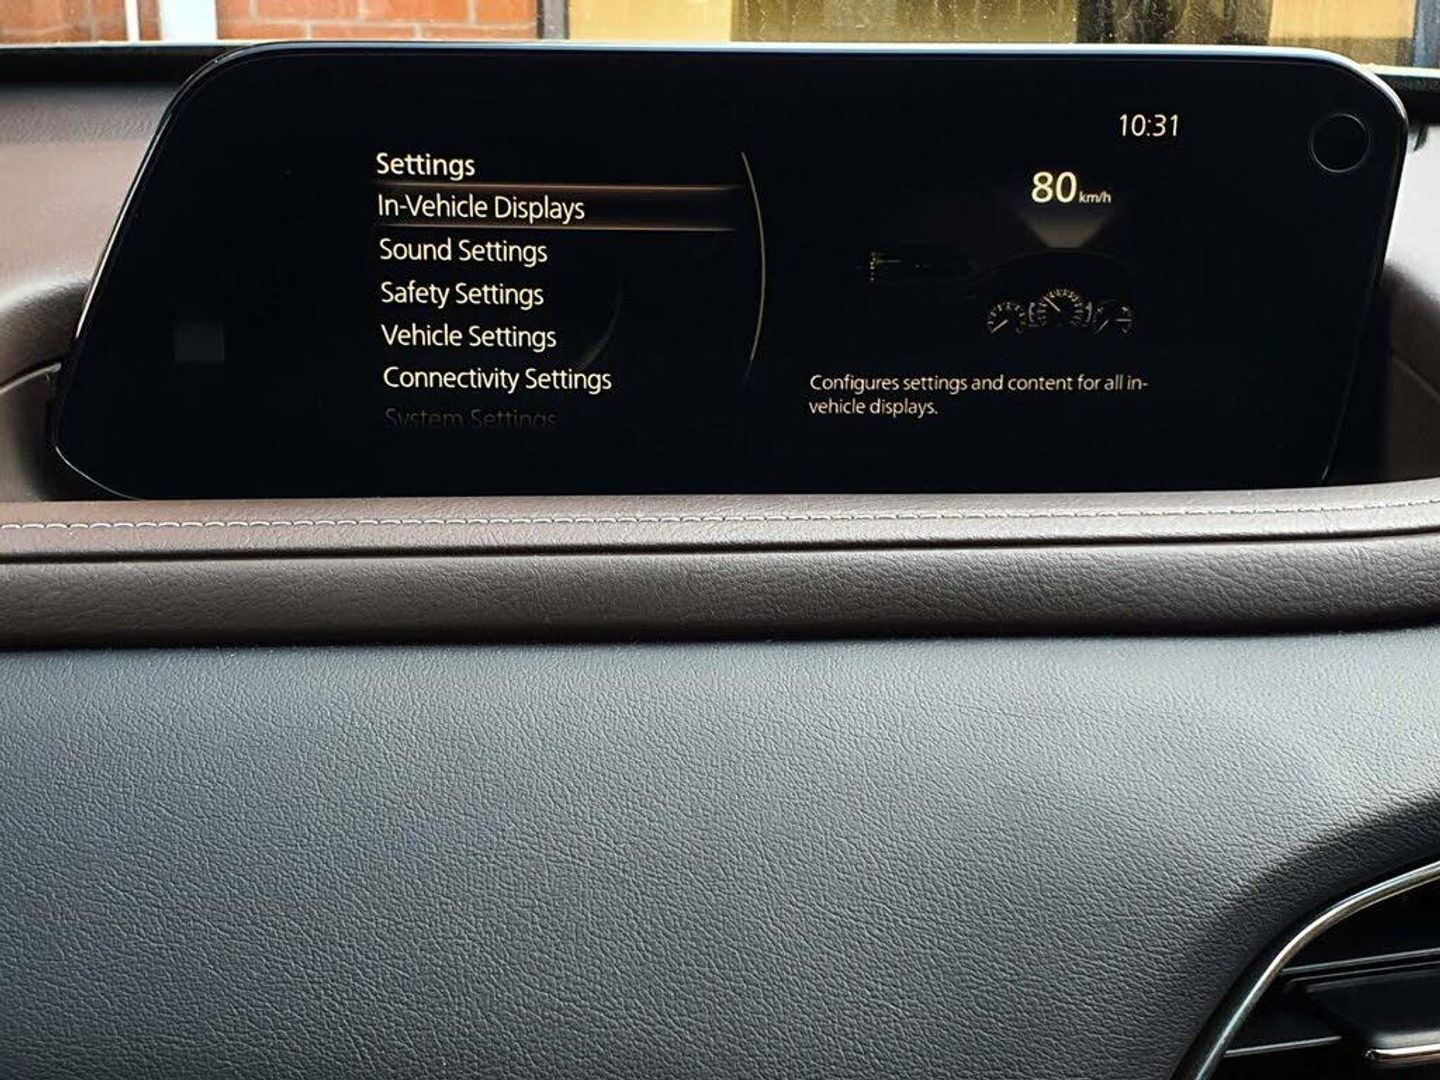 10:31
Settings
In-Vehicle Displays
Sound Settings
Safety Settings
Vehicle Settings
Connectivity Settings
System Settings
80 km/h
Configures settings and content for all in-
vehicle displays.